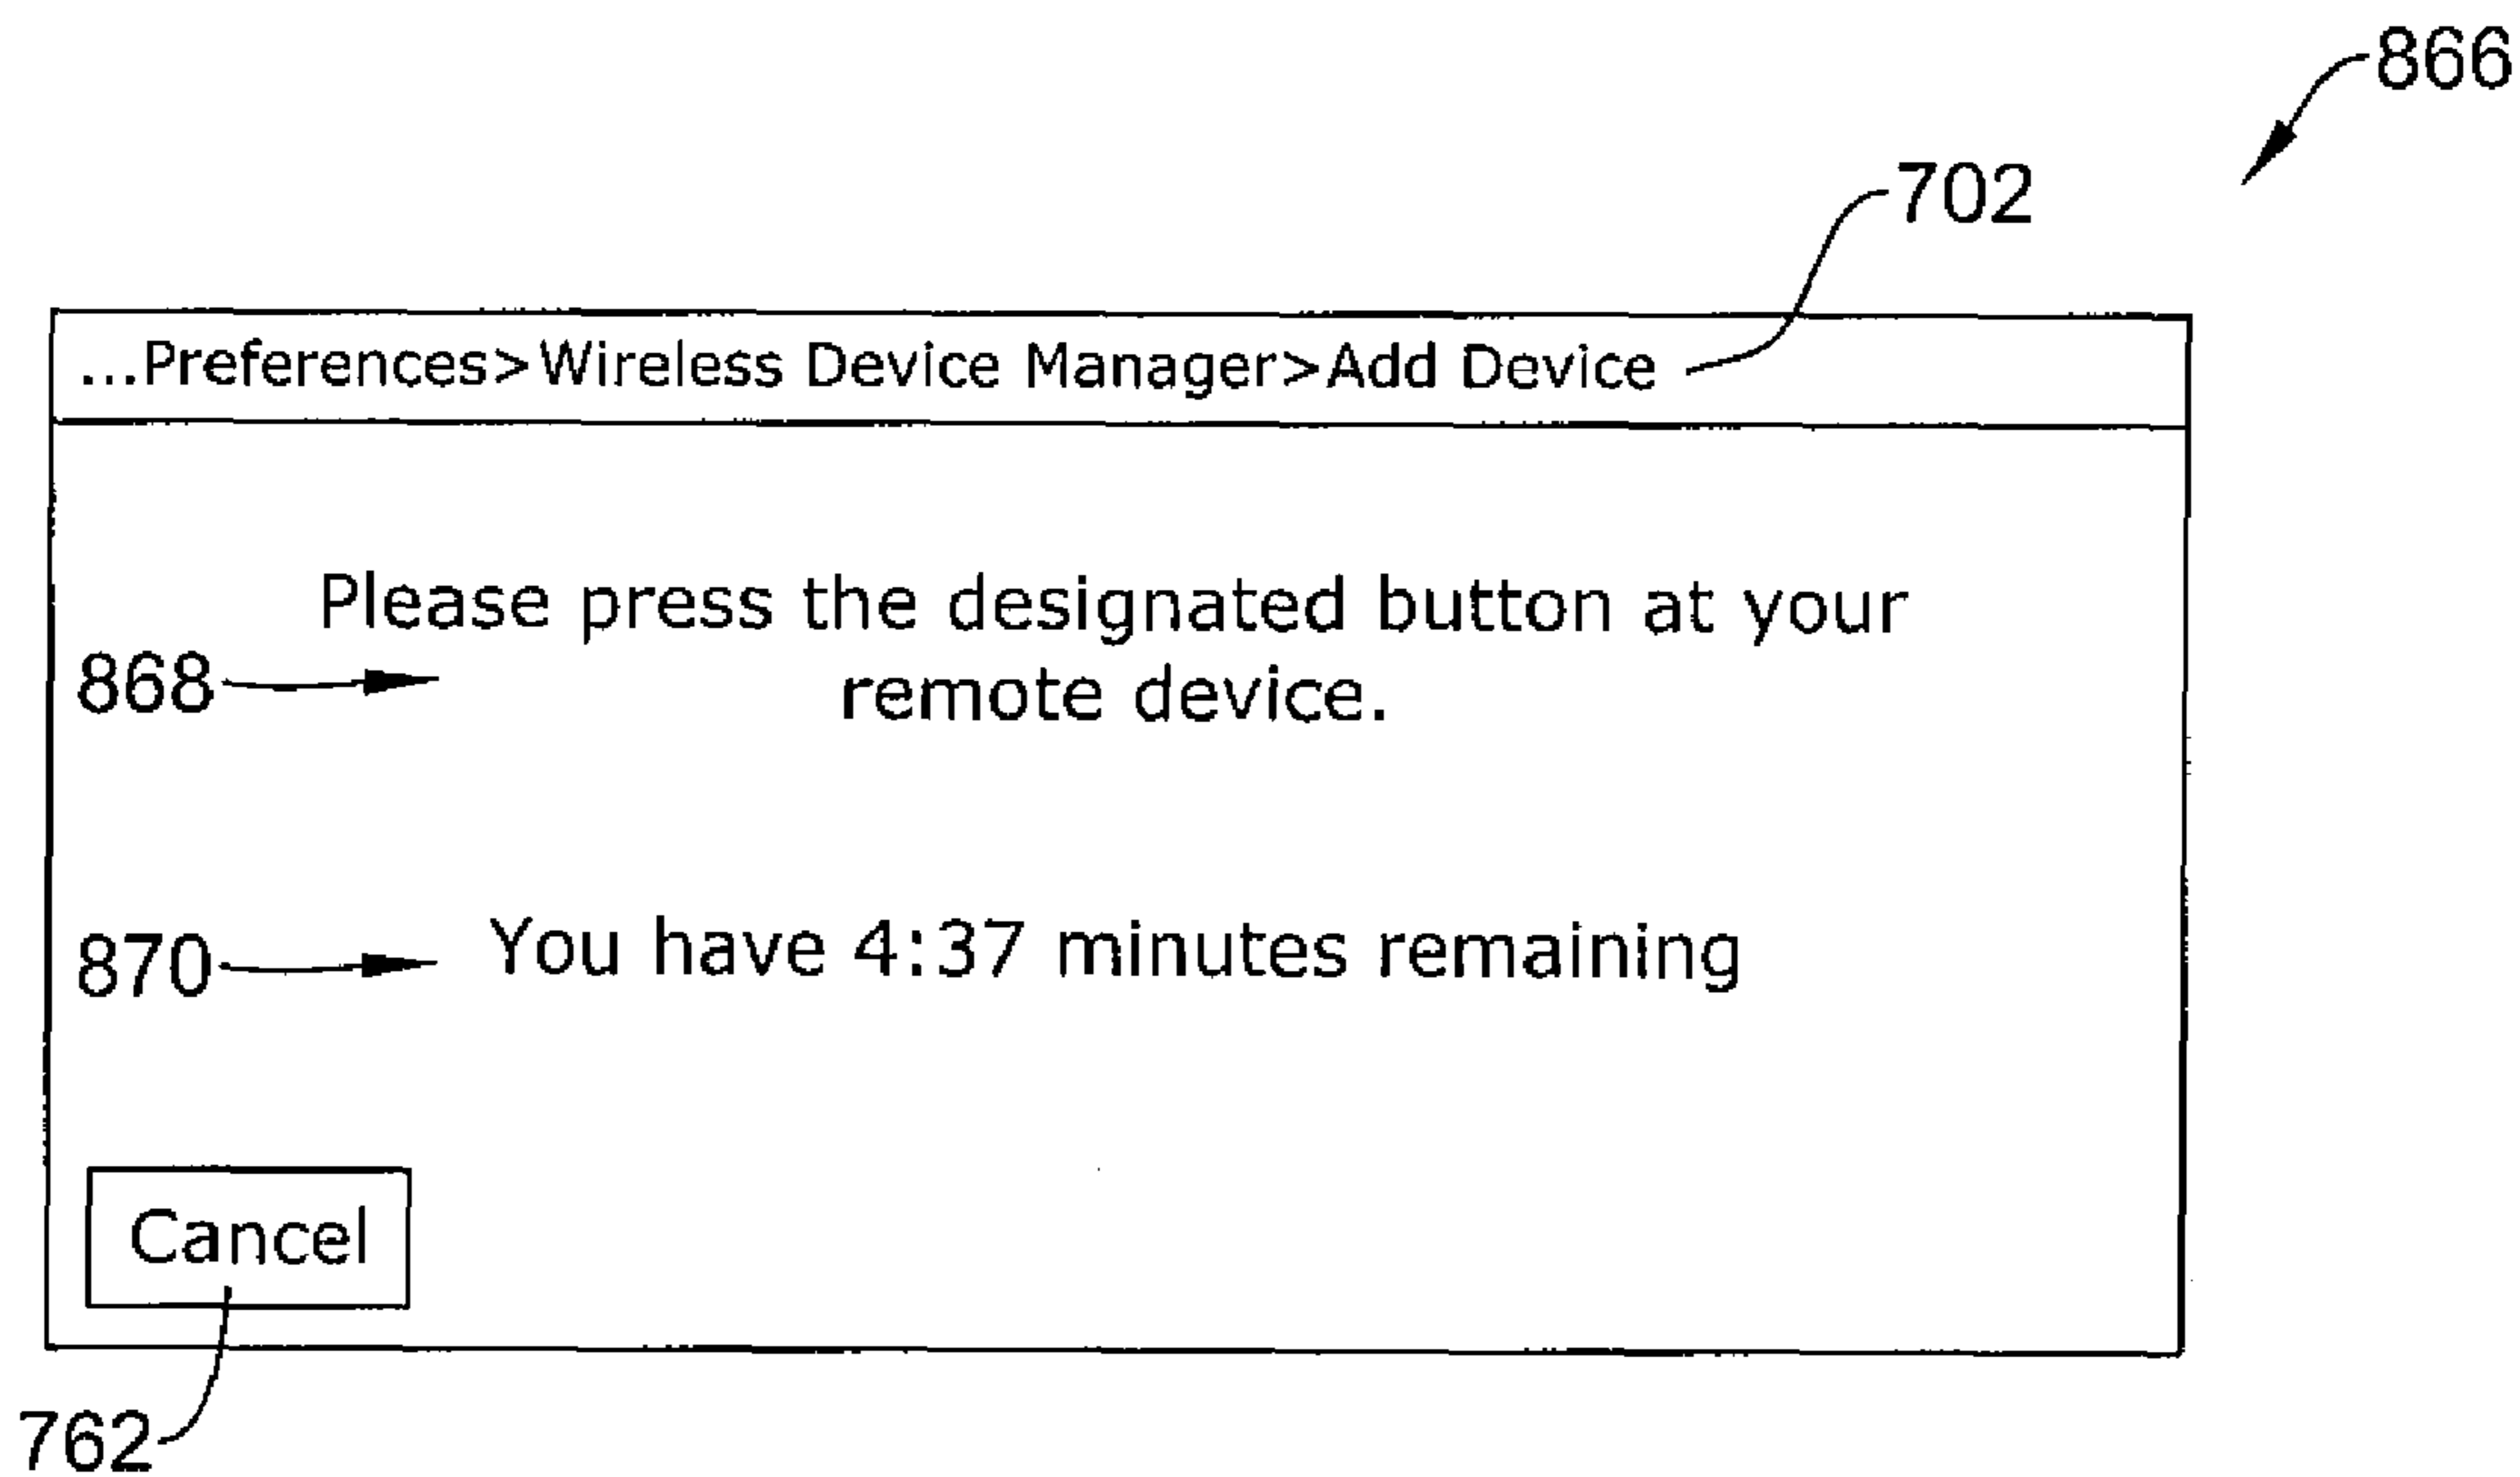 866
702
...Preferences>Wireless Device Manager>Add Device
Please press the designated button at your
868
remote device.
870 You have 4:37 minutes remaining
Cancel
762